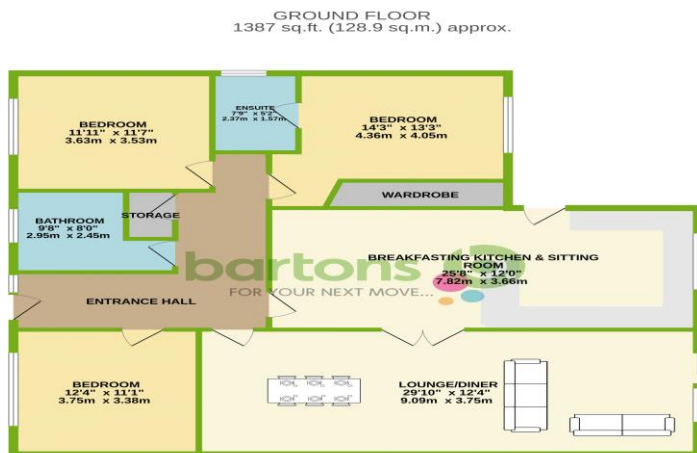 GROUND FLOOR
1387 sq.ft. (128.9 sq.m.) approx.
BEDROOM
11'11" x 11'7"
3.63m x 3.53m
ENSUITE
7'9" x 5'2"
2.37m x 1.57m
BEDROOM
14'3" x 13'3"
4.36m x 4.05m
WARDROBE
BATHROOM
9'8" x 8'0"
2.95m x 2.45m
STORAGE
BREAKFASTING KITCHEN & SITTING
ROOM
25'8" x 12'0"
7.82m x 3.66m
bartons
FOR YOUR NEXT MOVE...
ENTRANCE HALL
BEDROOM
12'4" x 11'1"
3.75m x 3.38m
LOUNGE/DINER
29'10" x 12'4"
9.09m x 3.75m